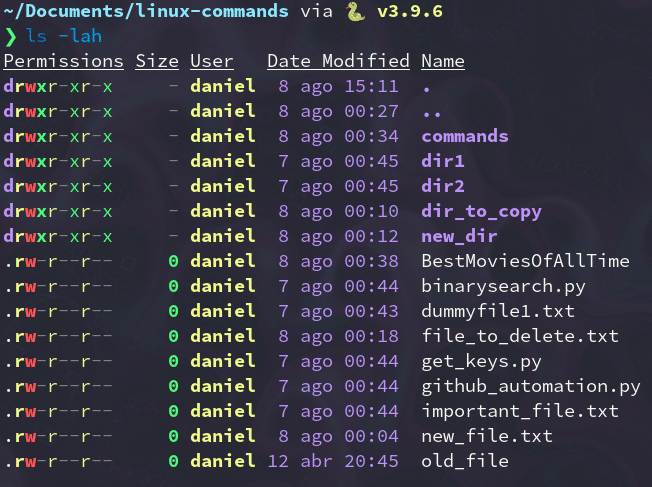 ~/Documents/linux-commands via 🐍 v3.9.6
❯ ls -lah
Permissions Size User   Date Modified Name
drwxr-xr-x     - daniel  8 ago 15:11  .
drwxr-xr-x     - daniel  8 ago 00:27  ..
drwxr-xr-x     - daniel  8 ago 00:34  commands
drwxr-xr-x     - daniel  7 ago 00:45  dir1
drwxr-xr-x     - daniel  7 ago 00:45  dir2
drwxr-xr-x     - daniel  8 ago 00:10  dir_to_copy
drwxr-xr-x     - daniel  8 ago 00:12  new_dir
.rw-r--r--     0 daniel  8 ago 00:38  BestMoviesOfAllTime
.rw-r--r--     0 daniel  7 ago 00:44  binarysearch.py
.rw-r--r--     0 daniel  7 ago 00:43  dummyfile1.txt
.rw-r--r--     0 daniel  8 ago 00:18  file_to_delete.txt
.rw-r--r--     0 daniel  7 ago 00:44  get_keys.py
.rw-r--r--     0 daniel  7 ago 00:44  github_automation.py
.rw-r--r--     0 daniel  7 ago 00:44  important_file.txt
.rw-r--r--     0 daniel  8 ago 00:04  new_file.txt
.rw-r--r--     0 daniel 12 abr 20:45  old_file